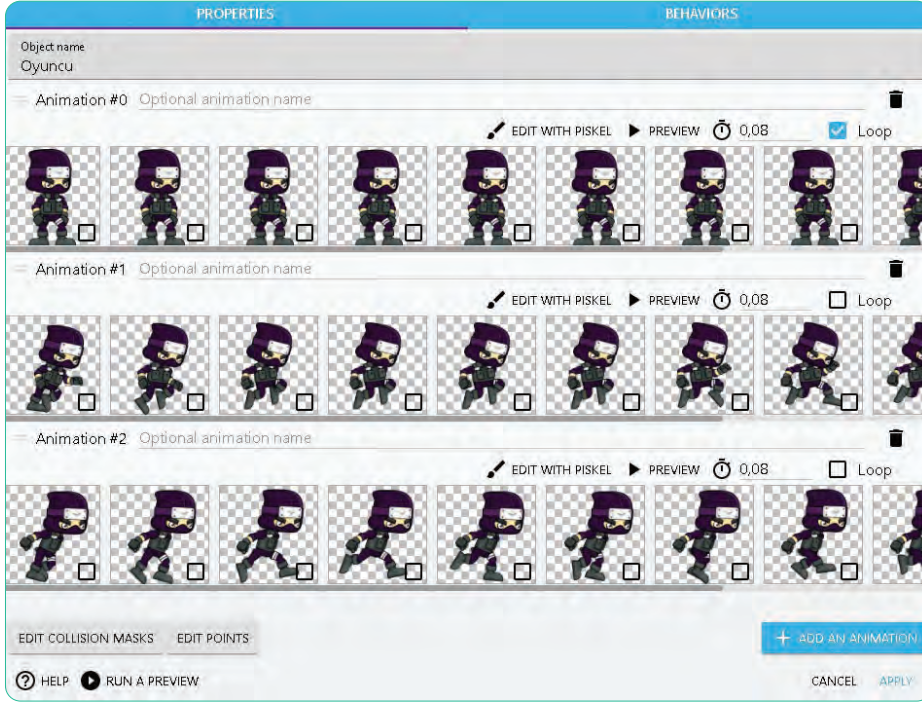 PROPERTIES BEHAVIORS
Object name
Oyuncu
Animation #0 Optional animation name
EDIT WITH PISKEL PREVIEW 0,08 Loop
Animation #1 Optional animation name
EDIT WITH PISKEL PREVIEW 0,08 Loop
Animation #2 Optional animation name
EDIT WITH PISKEL PREVIEW 0,08 Loop
EDIT COLLISION MASKS EDIT POINTS + ADD AN ANIMATION
? HELP RUN A PREVIEW CANCEL APPLY